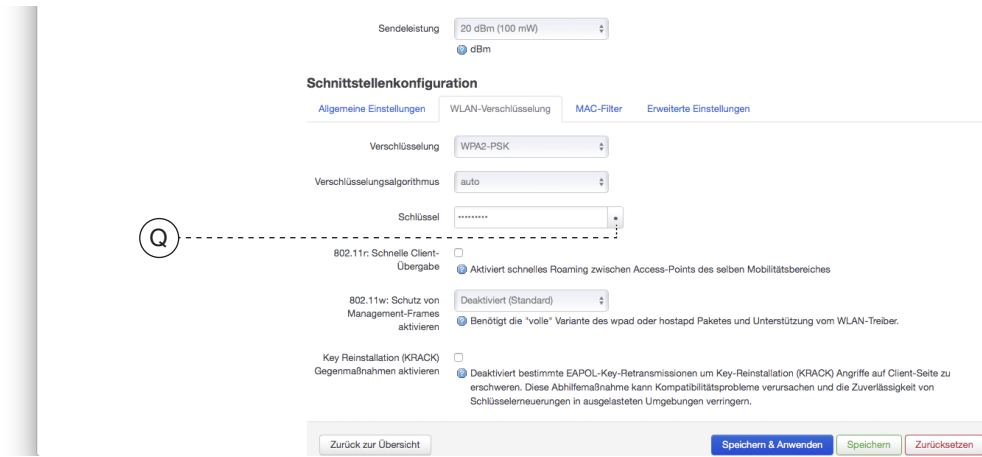 Sendeleistung 20 dBm (100 mW)
dBm
Schnittstellenkonfiguration
Allgemeine Einstellungen WLAN-Verschlüsselung MAC-Filter Erweiterte Einstellungen
Verschlüsselung WPA2-PSK
Verschlüsselungsalgorithmus auto
Schlüssel ••••••••• *
Q
802.11r: Schnelle Client-
Übergabe
Aktiviert schnelles Roaming zwischen Access-Points des selben Mobilitätsbereiches
802.11w: Schutz von
Management-Frames
aktivieren
Deaktiviert (Standard)
Benötigt die "volle" Variante des wpad oder hostapd Paketes und Unterstützung vom WLAN-Treiber.
Key Reinstallation (KRACK)
Gegenmaßnahmen aktivieren
Deaktiviert bestimmte EAPOL-Key-Retransmissionen um Key-Reinstallation (KRACK) Angriffe auf Client-Seite zu
erschweren. Diese Abhilfemaßnahme kann Kompatibilitätsprobleme verursachen und die Zuverlässigkeit von
Schlüsselerneuerungen in ausgelasteten Umgebungen verringern.
Zurück zur Übersicht Speichern & Anwenden Speichern Zurücksetzen